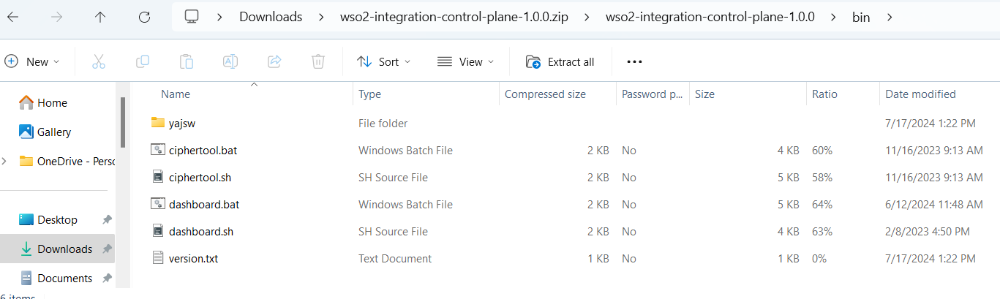 Downloads > wso2-integration-control-plane-1.0.0.zip > wso2-integration-control-plane-1.0.0 > bin >
New Sort View Extract all ...
Name Type Compressed size Password p... Size Ratio Date modified
Home
Gallery
OneDrive - Perso
Desktop
Downloads
Documents
yajsw File folder 7/17/2024 1:22 PM
ciphertool.bat Windows Batch File 2 KB No 4 KB 60% 11/16/2023 9:13 AM
ciphertool.sh SH Source File 2 KB No 5 KB 58% 11/16/2023 9:13 AM
dashboard.bat Windows Batch File 2 KB No 5 KB 64% 6/12/2024 11:48 AM
dashboard.sh SH Source File 2 KB No 4 KB 63% 2/8/2023 4:50 PM
version.txt Text Document 1 KB No 1 KB 0% 7/17/2024 1:22 PM
6 items